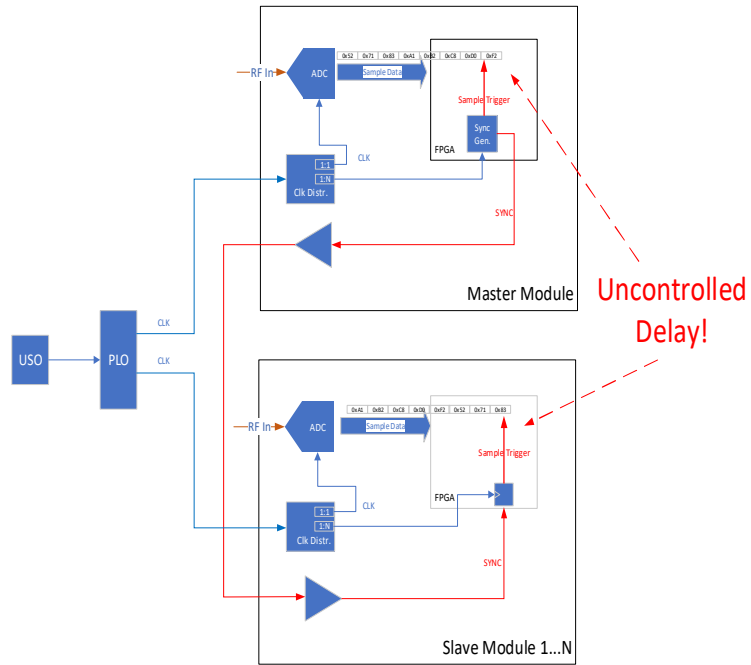 0x52 0x71 0x83 0xA1 0xB2 0xC8 0xD0 0xF2
RF In
ADC
Sample Data
Sample Trigger
Sync
Gen.
FPGA
CLK
1:1
1:N
Clk Distr.
SYNC
Master Module
Uncontrolled
Delay!
USO
PLO
CLK
CLK
0xA1 0xB2 0xC8 0xD0 0xF2 0x52 0x71 0x83
RF In
ADC
Sample Data
Sample Trigger
FPGA
CLK
1:1
1:N
Clk Distr.
SYNC
Slave Module 1...N